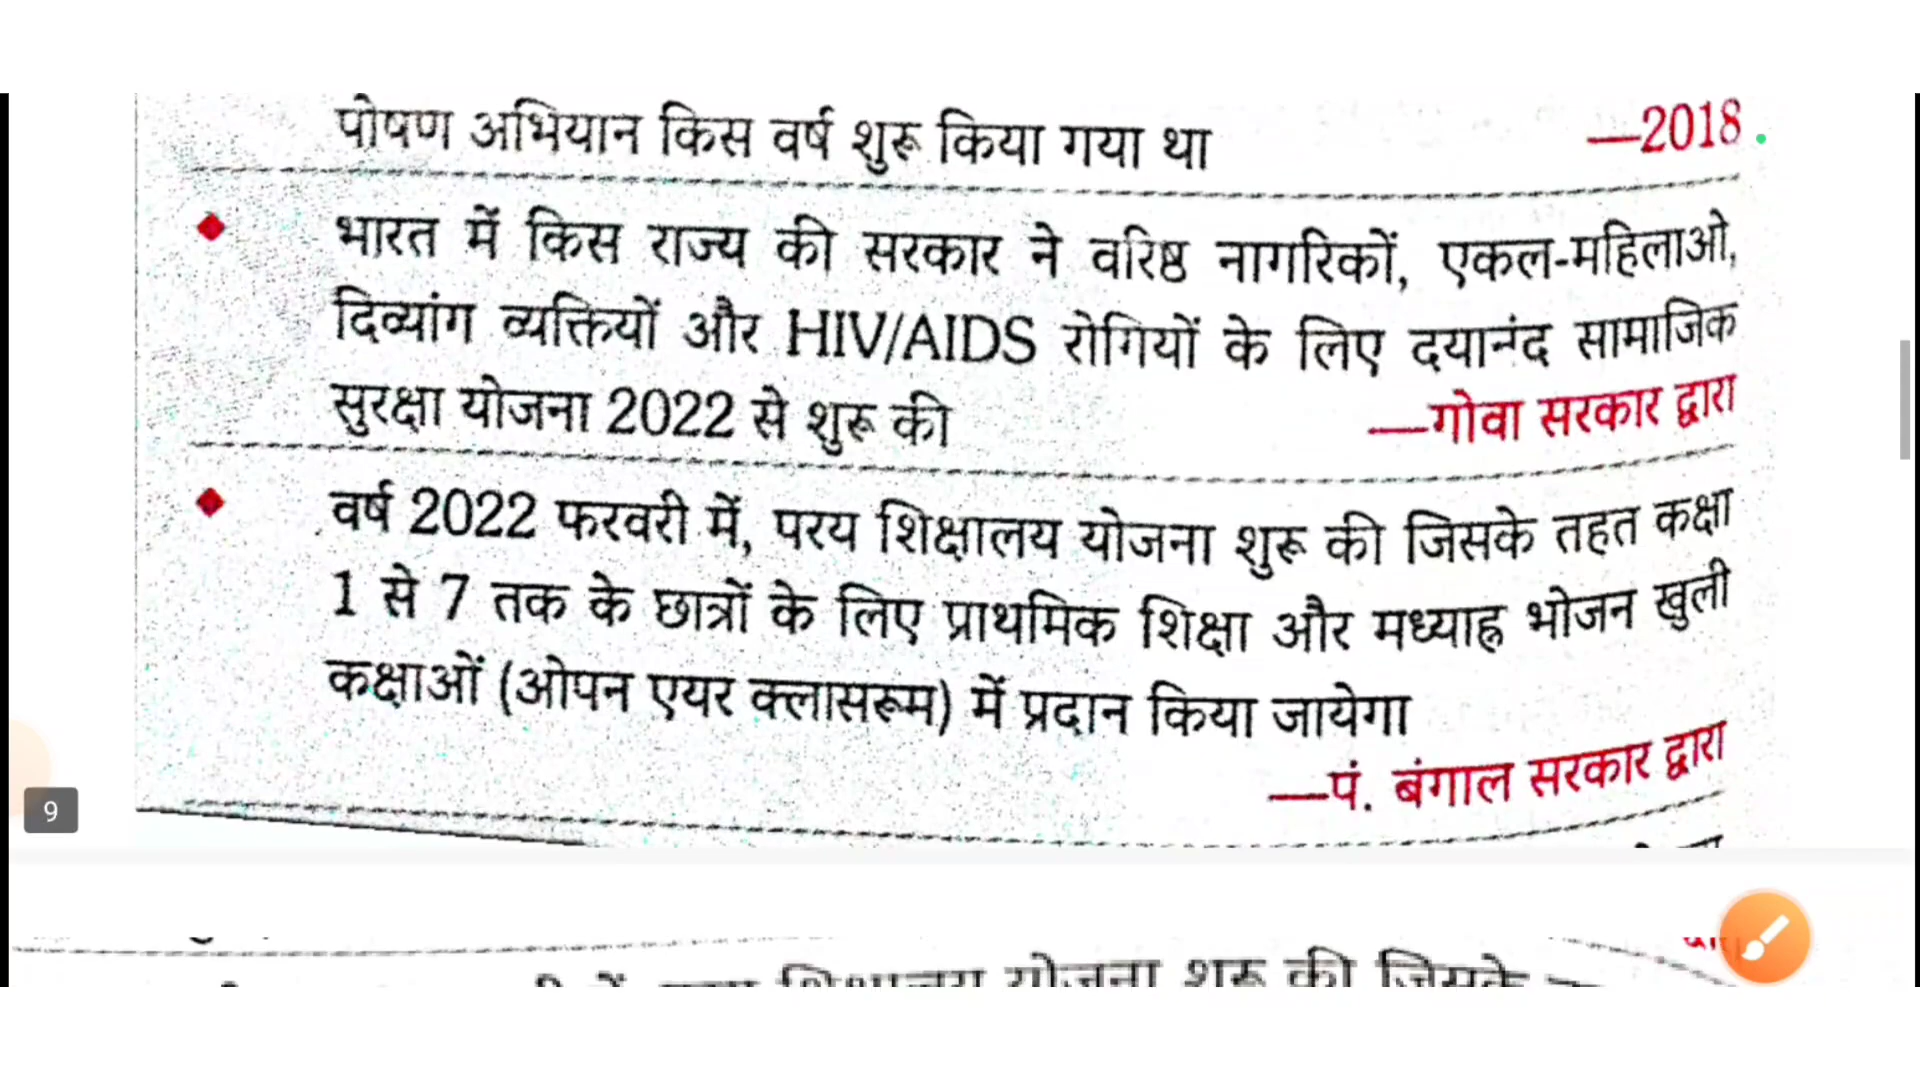 पोषण अभियान किस वर्ष शुरू किया गया था —2018
भारत में किस राज्य की सरकार ने वरिष्ठ नागरिकों, एकल-महिलाओ,
दिव्यांग व्यक्तियों और HIV/AIDS रोगियों के लिए दयानंद सामाजिक
सुरक्षा योजना 2022 से शुरू की —गोवा सरकार द्वारा
वर्ष 2022 फरवरी में, परय शिक्षालय योजना शुरू की जिसके तहत कक्षा
1 से 7 तक के छात्रों के लिए प्राथमिक शिक्षा और मध्याह्न भोजन खुली
कक्षाओं (ओपन एयर क्लासरूम) में प्रदान किया जायेगा
—पं. बंगाल सरकार द्वारा
9
योजना शुरू की जिसके